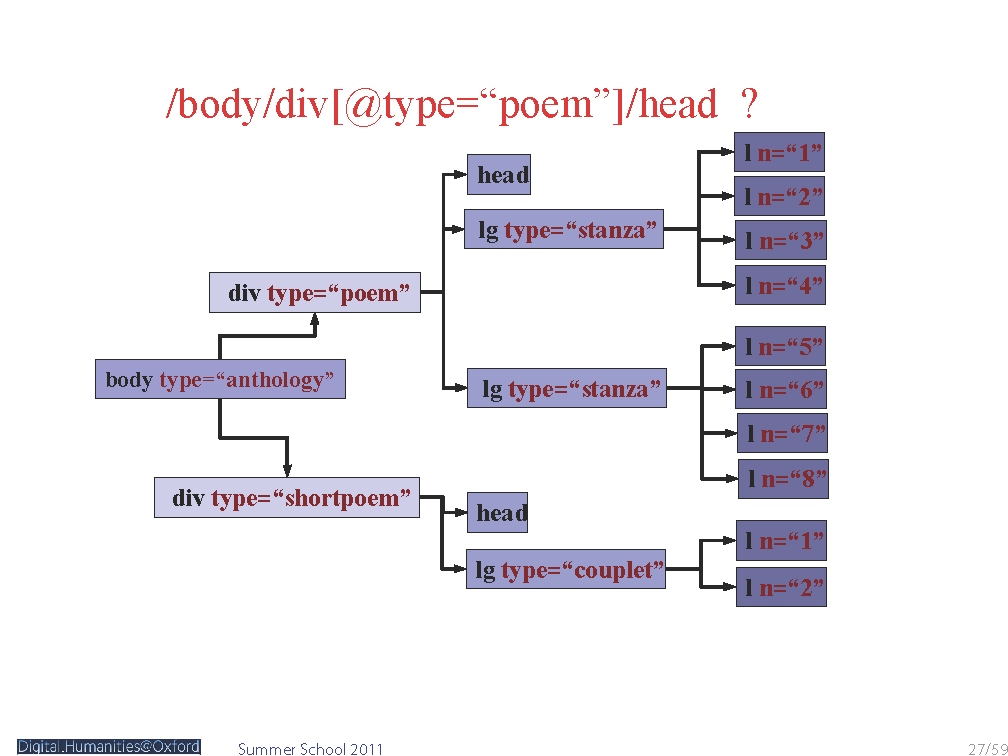 /body/div[@type=“poem”]/head ?
head
lg type=“stanza”
l n=“1”
l n=“2”
l n=“3”
l n=“4”
div type=“poem”
body type=“anthology”
lg type=“stanza”
l n=“5”
l n=“6”
l n=“7”
l n=“8”
div type=“shortpoem”
head
lg type=“couplet”
l n=“1”
l n=“2”
Digital.Humanities@Oxford Summer School 2011 27/59